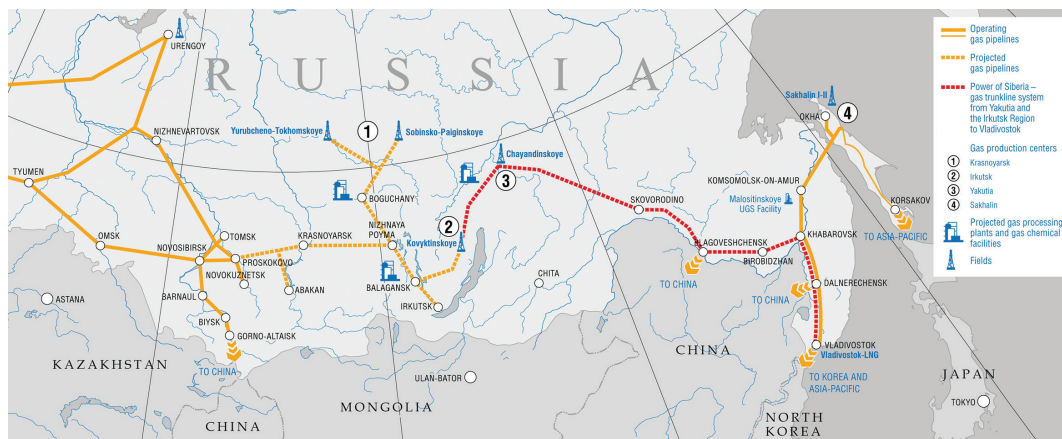 URENGOY
RUSSIA
Yurubcheno-Tokhomskoye
1
Sobinsko-Paiginskoye
NIZHNEVARTOVSK
TYUMEN
Chayandinskoye
3
BOGUCHANY
OMSK
TOMSK
NOVOSIBIRSK
PROSKOKOVO
KRASNOYARSK
NIZHNAYA
POYMA
2
Kovyktinskoye
NOVOKUZNETSK
ABAKAN
BALAGANSK
IRKUTSK
CHITA
ASTANA
BARNAUL
BIYSK
GORNO-ALTAISK
TO CHINA
KAZAKHSTAN
ULAN-BATOR
MONGOLIA
CHINA
SKOVORODINO
Sakhalin I-II
OKHA
4
KOMSOMOLSK-ON-AMUR
Malositinskoye
UGS Facility
KORSAKOV
TO ASIA-PACIFIC
BLAGOVESHCHENSK
KHABAROVSK
BIROBIDZHAN
TO CHINA
TO CHINA
DALNERECHENSK
VLADIVOSTOK
Vladivostok-LNG
CHINA
TO KOREA AND
ASIA-PACIFIC
NORTH
KOREA
JAPAN
TOKYO
Operating
gas pipelines
Projected
gas pipelines
Power of Siberia –
gas trunkline system
from Yakutia and
the Irkutsk Region
to Vladivostok
Gas production centers
1 Krasnoyarsk
2 Irkutsk
3 Yakutia
4 Sakhalin
Projected gas processing
plants and gas chemical
facilities
Fields